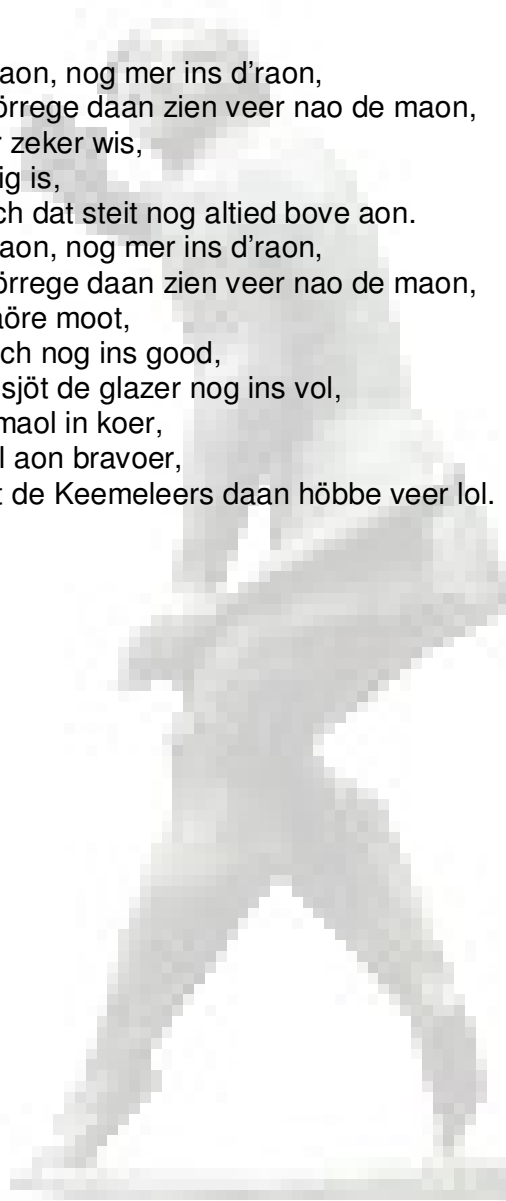 aon, nog mer ins d'raon,
örrege daan zien veer nao de maon,
zeker wis,
ig is,
ch dat steit nog altied bove aon.
aon, nog mer ins d'raon,
örrege daan zien veer nao de maon,
aöre moot,
ch nog ins good,
sjöt de glazer nog ins vol,
maol in koer,
l aon bravoer,
t de Keemeleers daan höbbe veer lol.